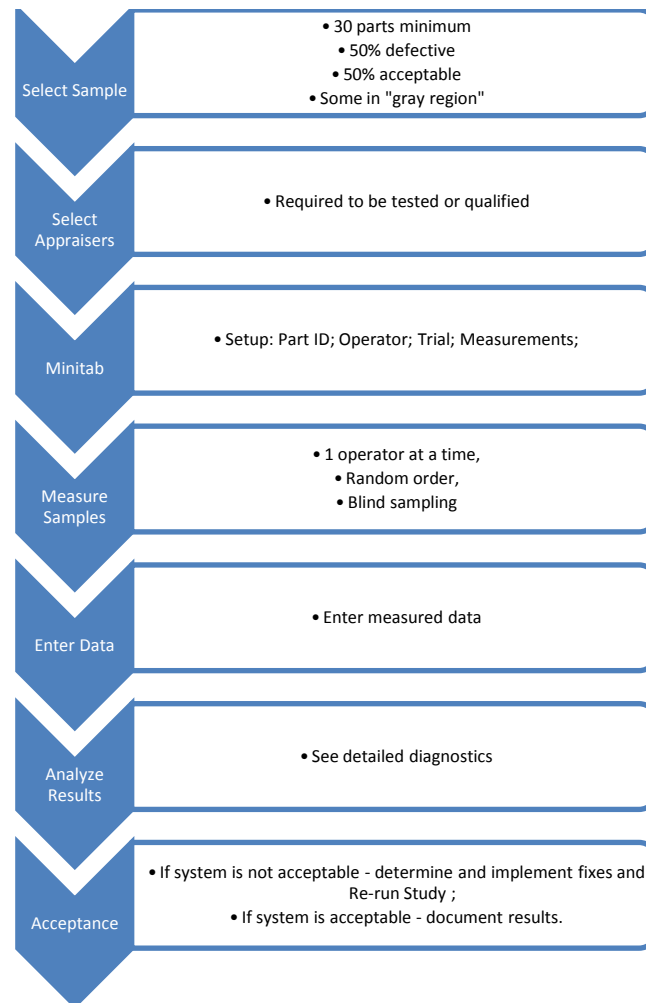 Select Sample
• 30 parts minimum
• 50% defective
• 50% acceptable
• Some in "gray region"
Select
Appraisers
• Required to be tested or qualified
Minitab
• Setup: Part ID; Operator; Trial; Measurements;
Measure
Samples
• 1 operator at a time,
• Random order,
• Blind sampling
Enter Data
• Enter measured data
Analyze
Results
• See detailed diagnostics
Acceptance
• If system is not acceptable - determine and implement fixes and
Re-run Study ;
• If system is acceptable - document results.